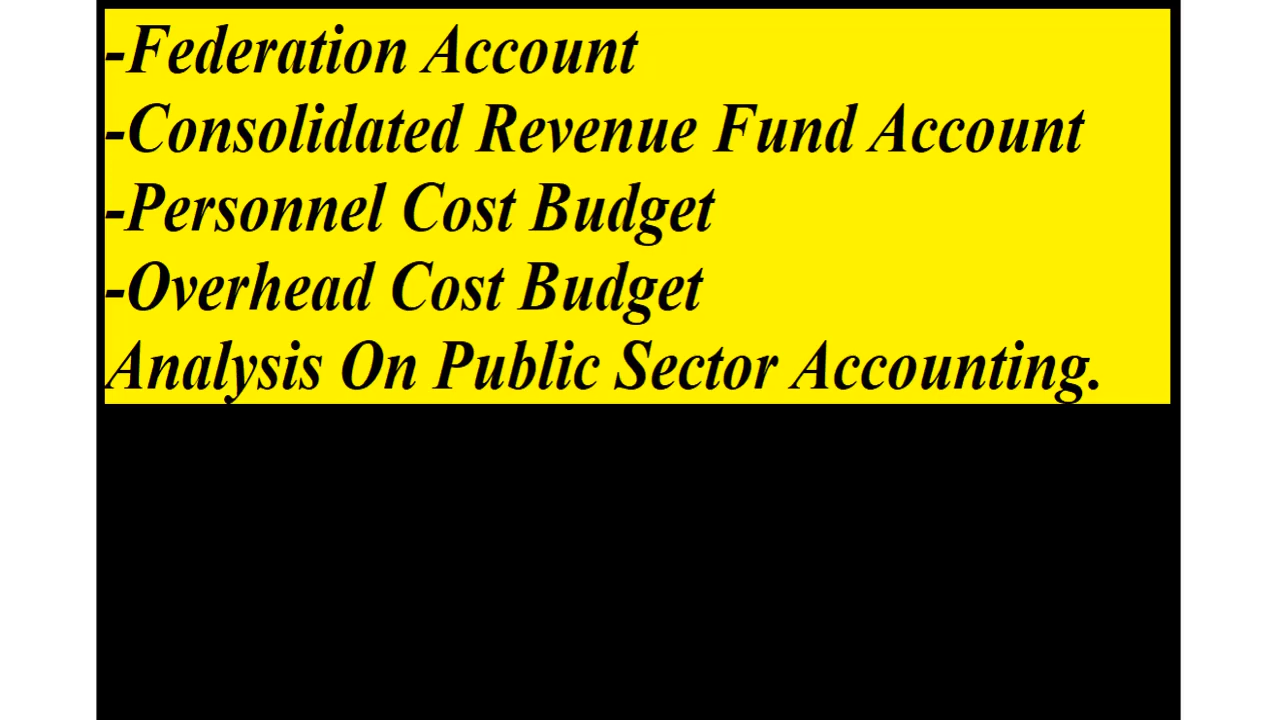 -Federation Account
-Consolidated Revenue Fund Account
-Personnel Cost Budget
-Overhead Cost Budget
Analysis On Public Sector Accounting.